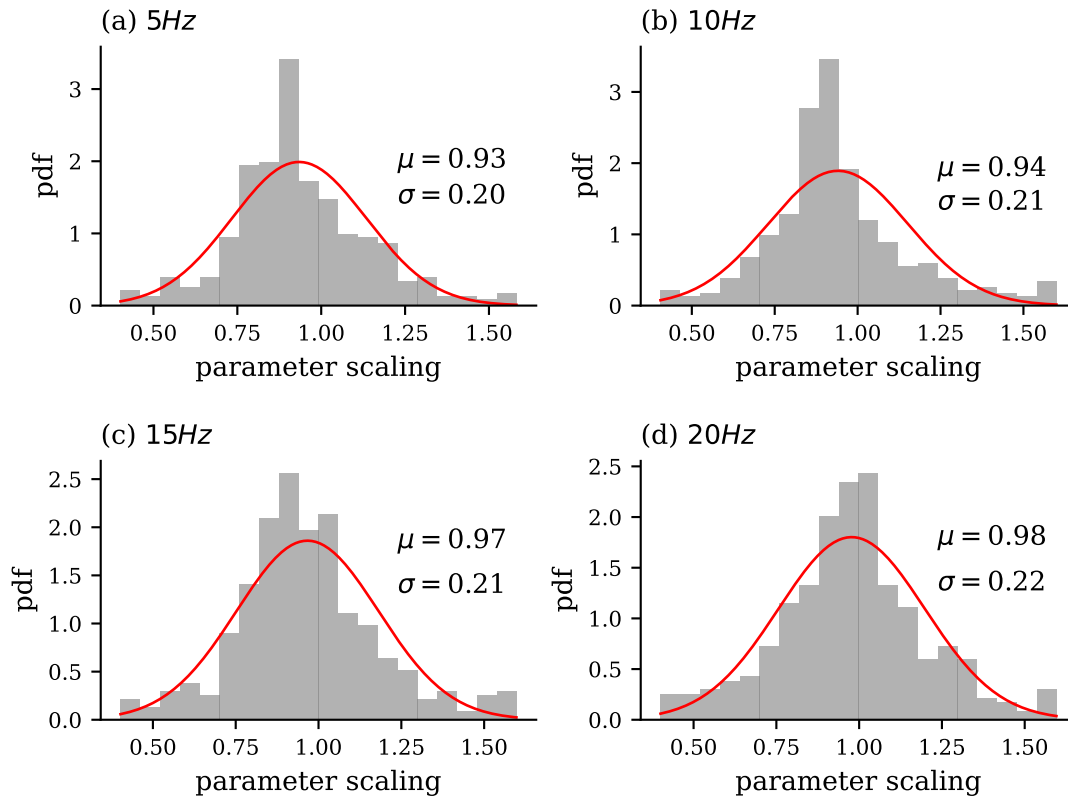 (a) 5Hz
3
2
1
0
pdf
μ = 0.93
σ = 0.20
0.50 0.75 1.00 1.25 1.50
parameter scaling
(b) 10Hz
3
2
1
0
pdf
μ = 0.94
σ = 0.21
0.50 0.75 1.00 1.25 1.50
parameter scaling
(c) 15Hz
2.5
2.0
1.5
1.0
0.5
0.0
pdf
μ = 0.97
σ = 0.21
0.50 0.75 1.00 1.25 1.50
parameter scaling
(d) 20Hz
2.5
2.0
1.5
1.0
0.5
0.0
pdf
μ = 0.98
σ = 0.22
0.50 0.75 1.00 1.25 1.50
parameter scaling